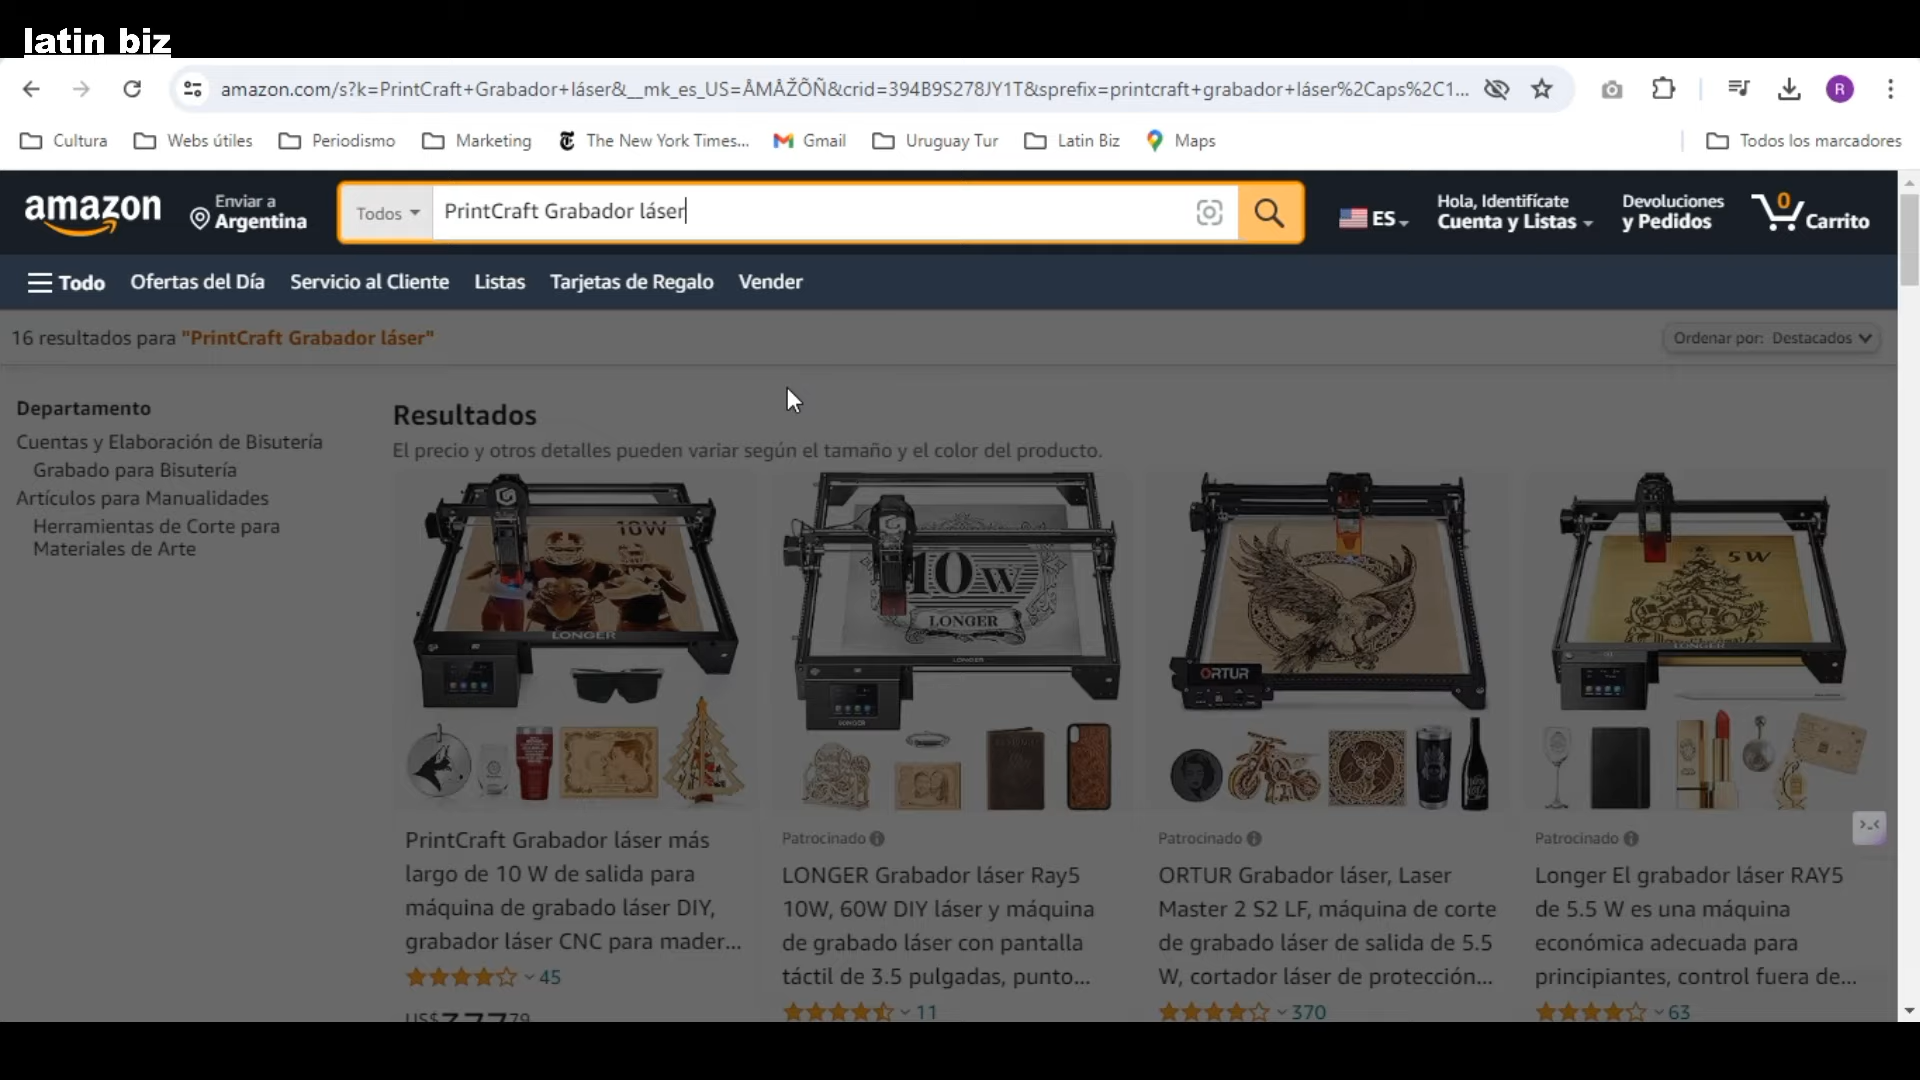 latin biz
amazon.com/s?k=PrintCraft+Grabador+láser&__mk_es_US=ÅMÅŽÕÑ&crid=394B9S278JY1T&sprefix=printcraft+grabador+láser%2Caps%2C1...
R
Cultura
Webs útiles
Periodismo
Marketing
The New York Times...
Gmail
Uruguay Tur
Latin Biz
Maps
Todos los marcadores
amazon
Enviar a
Argentina
Todos
PrintCraft Grabador láser
ES
Hola, Identifícate
Cuenta y Listas
Devoluciones
y Pedidos
0
Carrito
Todo
Ofertas del Día
Servicio al Cliente
Listas
Tarjetas de Regalo
Vender
16 resultados para "PrintCraft Grabador láser"
Ordenar por: Destacados
Departamento
Cuentas y Elaboración de Bisutería
Grabado para Bisutería
Artículos para Manualidades
Herramientas de Corte para
Materiales de Arte
Resultados
El precio y otros detalles pueden variar según el tamaño y el color del producto.
10W
LONGER
10W
LONGER
ORTUR
5W
LONGER
PrintCraft Grabador láser más
largo de 10 W de salida para
máquina de grabado láser DIY,
grabador láser CNC para mader...
45
US$377.79
Patrocinado
LONGER Grabador láser Ray5
10W, 60W DIY láser y máquina
de grabado láser con pantalla
táctil de 3.5 pulgadas, punto...
11
Patrocinado
ORTUR Grabador láser, Laser
Master 2 S2 LF, máquina de corte
de grabado láser de salida de 5.5
W, cortador láser de protección...
370
Patrocinado
Longer El grabador láser RAY5
de 5.5 W es una máquina
económica adecuada para
principiantes, control fuera de...
63